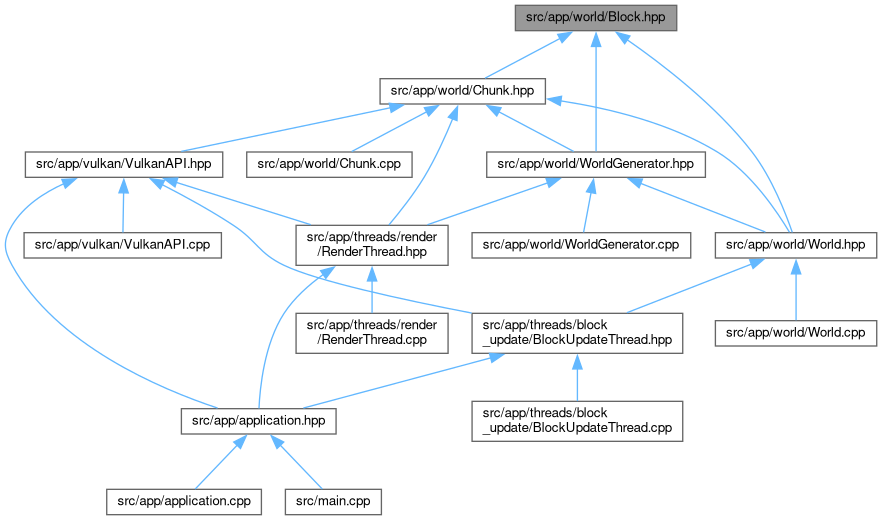 src/app/world/Block.hpp
src/app/world/Chunk.hpp
src/app/vulkan/VulkanAPI.hpp
src/app/world/Chunk.cpp
src/app/world/WorldGenerator.hpp
src/app/vulkan/VulkanAPI.cpp
src/app/threads/render
/RenderThread.hpp
src/app/world/WorldGenerator.cpp
src/app/world/World.hpp
src/app/threads/render
/RenderThread.cpp
src/app/threads/block
_update/BlockUpdateThread.hpp
src/app/world/World.cpp
src/app/application.hpp
src/app/threads/block
_update/BlockUpdateThread.cpp
src/app/application.cpp
src/main.cpp